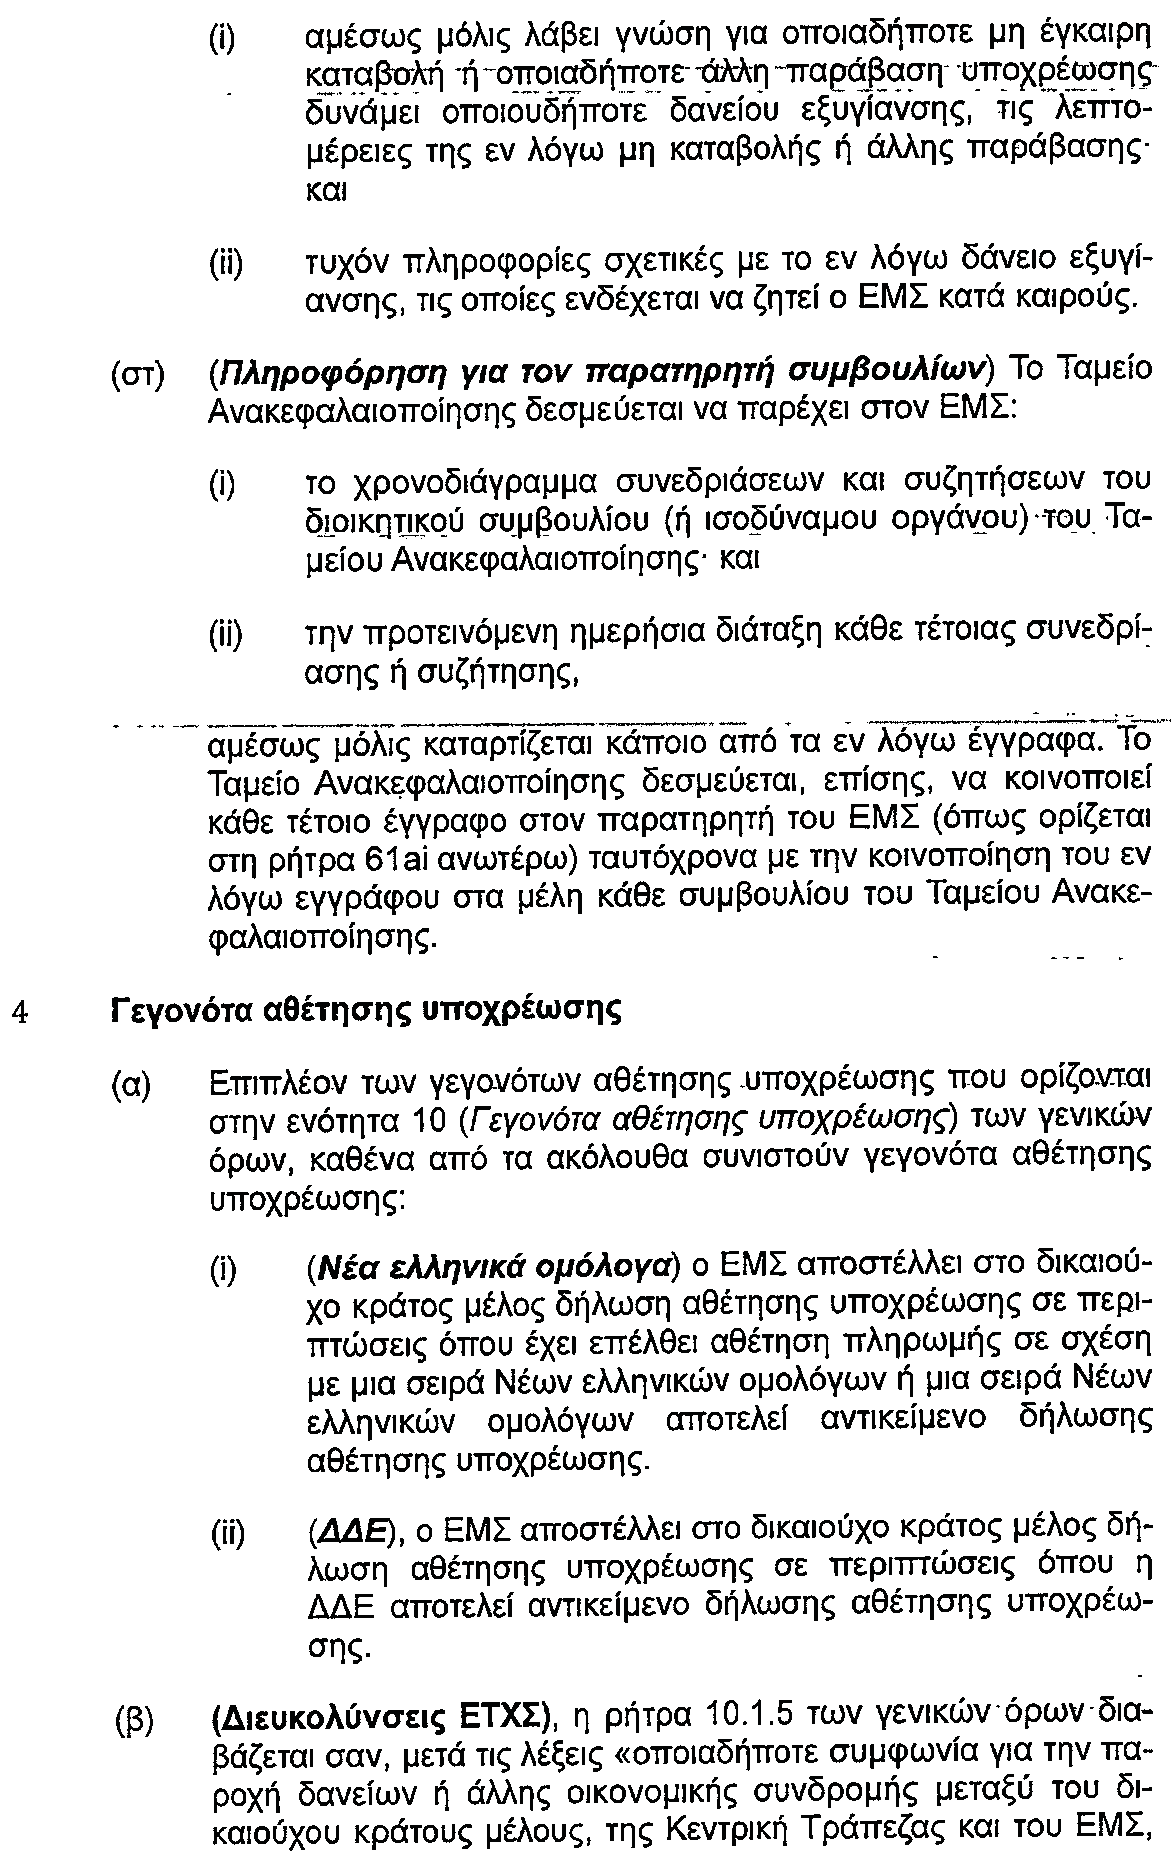 (i) αμέσως μόλις λάβει γνώση για οποιαδήποτε μη έγκαιρη
καταβολή ή οποιαδήποτε άλλη παράβαση υποχρέωσης
δυνάμει οποιουδήποτε δανείου εξυγίανσης, τις λεπτο-
μέρειες της εν λόγω μη καταβολής ή άλλης παράβασης·
και
(ii) τυχόν πληροφορίες σχετικές με το εν λόγω δάνειο εξυγί-
ανσης, τις οποίες ενδέχεται να ζητεί ο ΕΜΣ κατά καιρούς.
(στ) (Πληροφόρηση για τον παρατηρητή συμβουλίων) Το Ταμείο
Ανακεφαλαιοποίησης δεσμεύεται να παρέχει στον ΕΜΣ:
(i) το χρονοδιάγραμμα συνεδριάσεων και συζητήσεων του
διοικητικού συμβουλίου (ή ισοδύναμου οργάνου) του Τα-
μείου Ανακεφαλαιοποίησης· και
(ii) την προτεινόμενη ημερήσια διάταξη κάθε τέτοιας συνεδρί-
ασης ή συζήτησης,
αμέσως μόλις καταρτίζεται κάποιο από τα εν λόγω έγγραφα. Το
Ταμείο Ανακεφαλαιοποίησης δεσμεύεται, επίσης, να κοινοποιεί
κάθε τέτοιο έγγραφο στον παρατηρητή του ΕΜΣ (όπως ορίζεται
στη ρήτρα 61ai ανωτέρω) ταυτόχρονα με την κοινοποίηση του εν
λόγω εγγράφου στα μέλη κάθε συμβουλίου του Ταμείου Ανακε-
φαλαιοποίησης.
4 Γεγονότα αθέτησης υποχρέωσης
(α) Επιπλέον των γεγονότων αθέτησης υποχρέωσης που ορίζονται
στην ενότητα 10 (Γεγονότα αθέτησης υποχρέωσης) των γενικών
όρων, καθένα από τα ακόλουθα συνιστούν γεγονότα αθέτησης
υποχρέωσης:
(i) (Νέα ελληνικά ομόλογα) ο ΕΜΣ αποστέλλει στο δικαιού-
χο κράτος μέλος δήλωση αθέτησης υποχρέωσης σε περι-
πτώσεις όπου έχει επέλθει αθέτηση πληρωμής σε σχέση
με μια σειρά Νέων ελληνικών ομολόγων ή μια σειρά Νέων
ελληνικών ομολόγων αποτελεί αντικείμενο δήλωσης
αθέτησης υποχρέωσης.
(ii) (ΔΔΕ), ο ΕΜΣ αποστέλλει στο δικαιούχο κράτος μέλος δή-
λωση αθέτησης υποχρέωσης σε περιπτώσεις όπου η
ΔΔΕ αποτελεί αντικείμενο δήλωσης αθέτησης υποχρέω-
σης.
(β) (Διευκολύνσεις ΕΤΧΣ), η ρήτρα 10.1.5 των γενικών όρων δια-
βάζεται σαν, μετά τις λέξεις «οποιαδήποτε συμφωνία για την πα-
ροχή δανείων ή άλλης οικονομικής συνδρομής μεταξύ του δι-
καιούχου κράτους μέλους, της Κεντρική Τράπεζας και του ΕΜΣ,